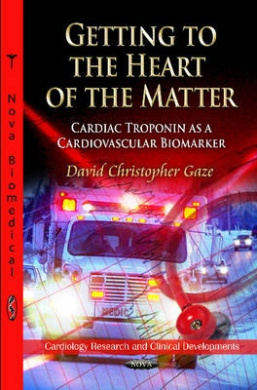 GETTING TO
THE HEART
OF THE MATTER
CARDIAC TROPONIN AS A
CARDIOVASCULAR BIOMARKER
David Christopher Gaze
Nova Biomedical
MEDIC
Cardiology Research and Clinical Developments
NOVA